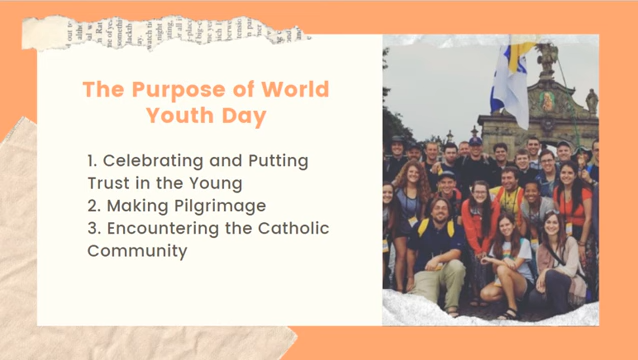 The Purpose of World
Youth Day
1. Celebrating and Putting
Trust in the Young
2. Making Pilgrimage
3. Encountering the Catholic
Community